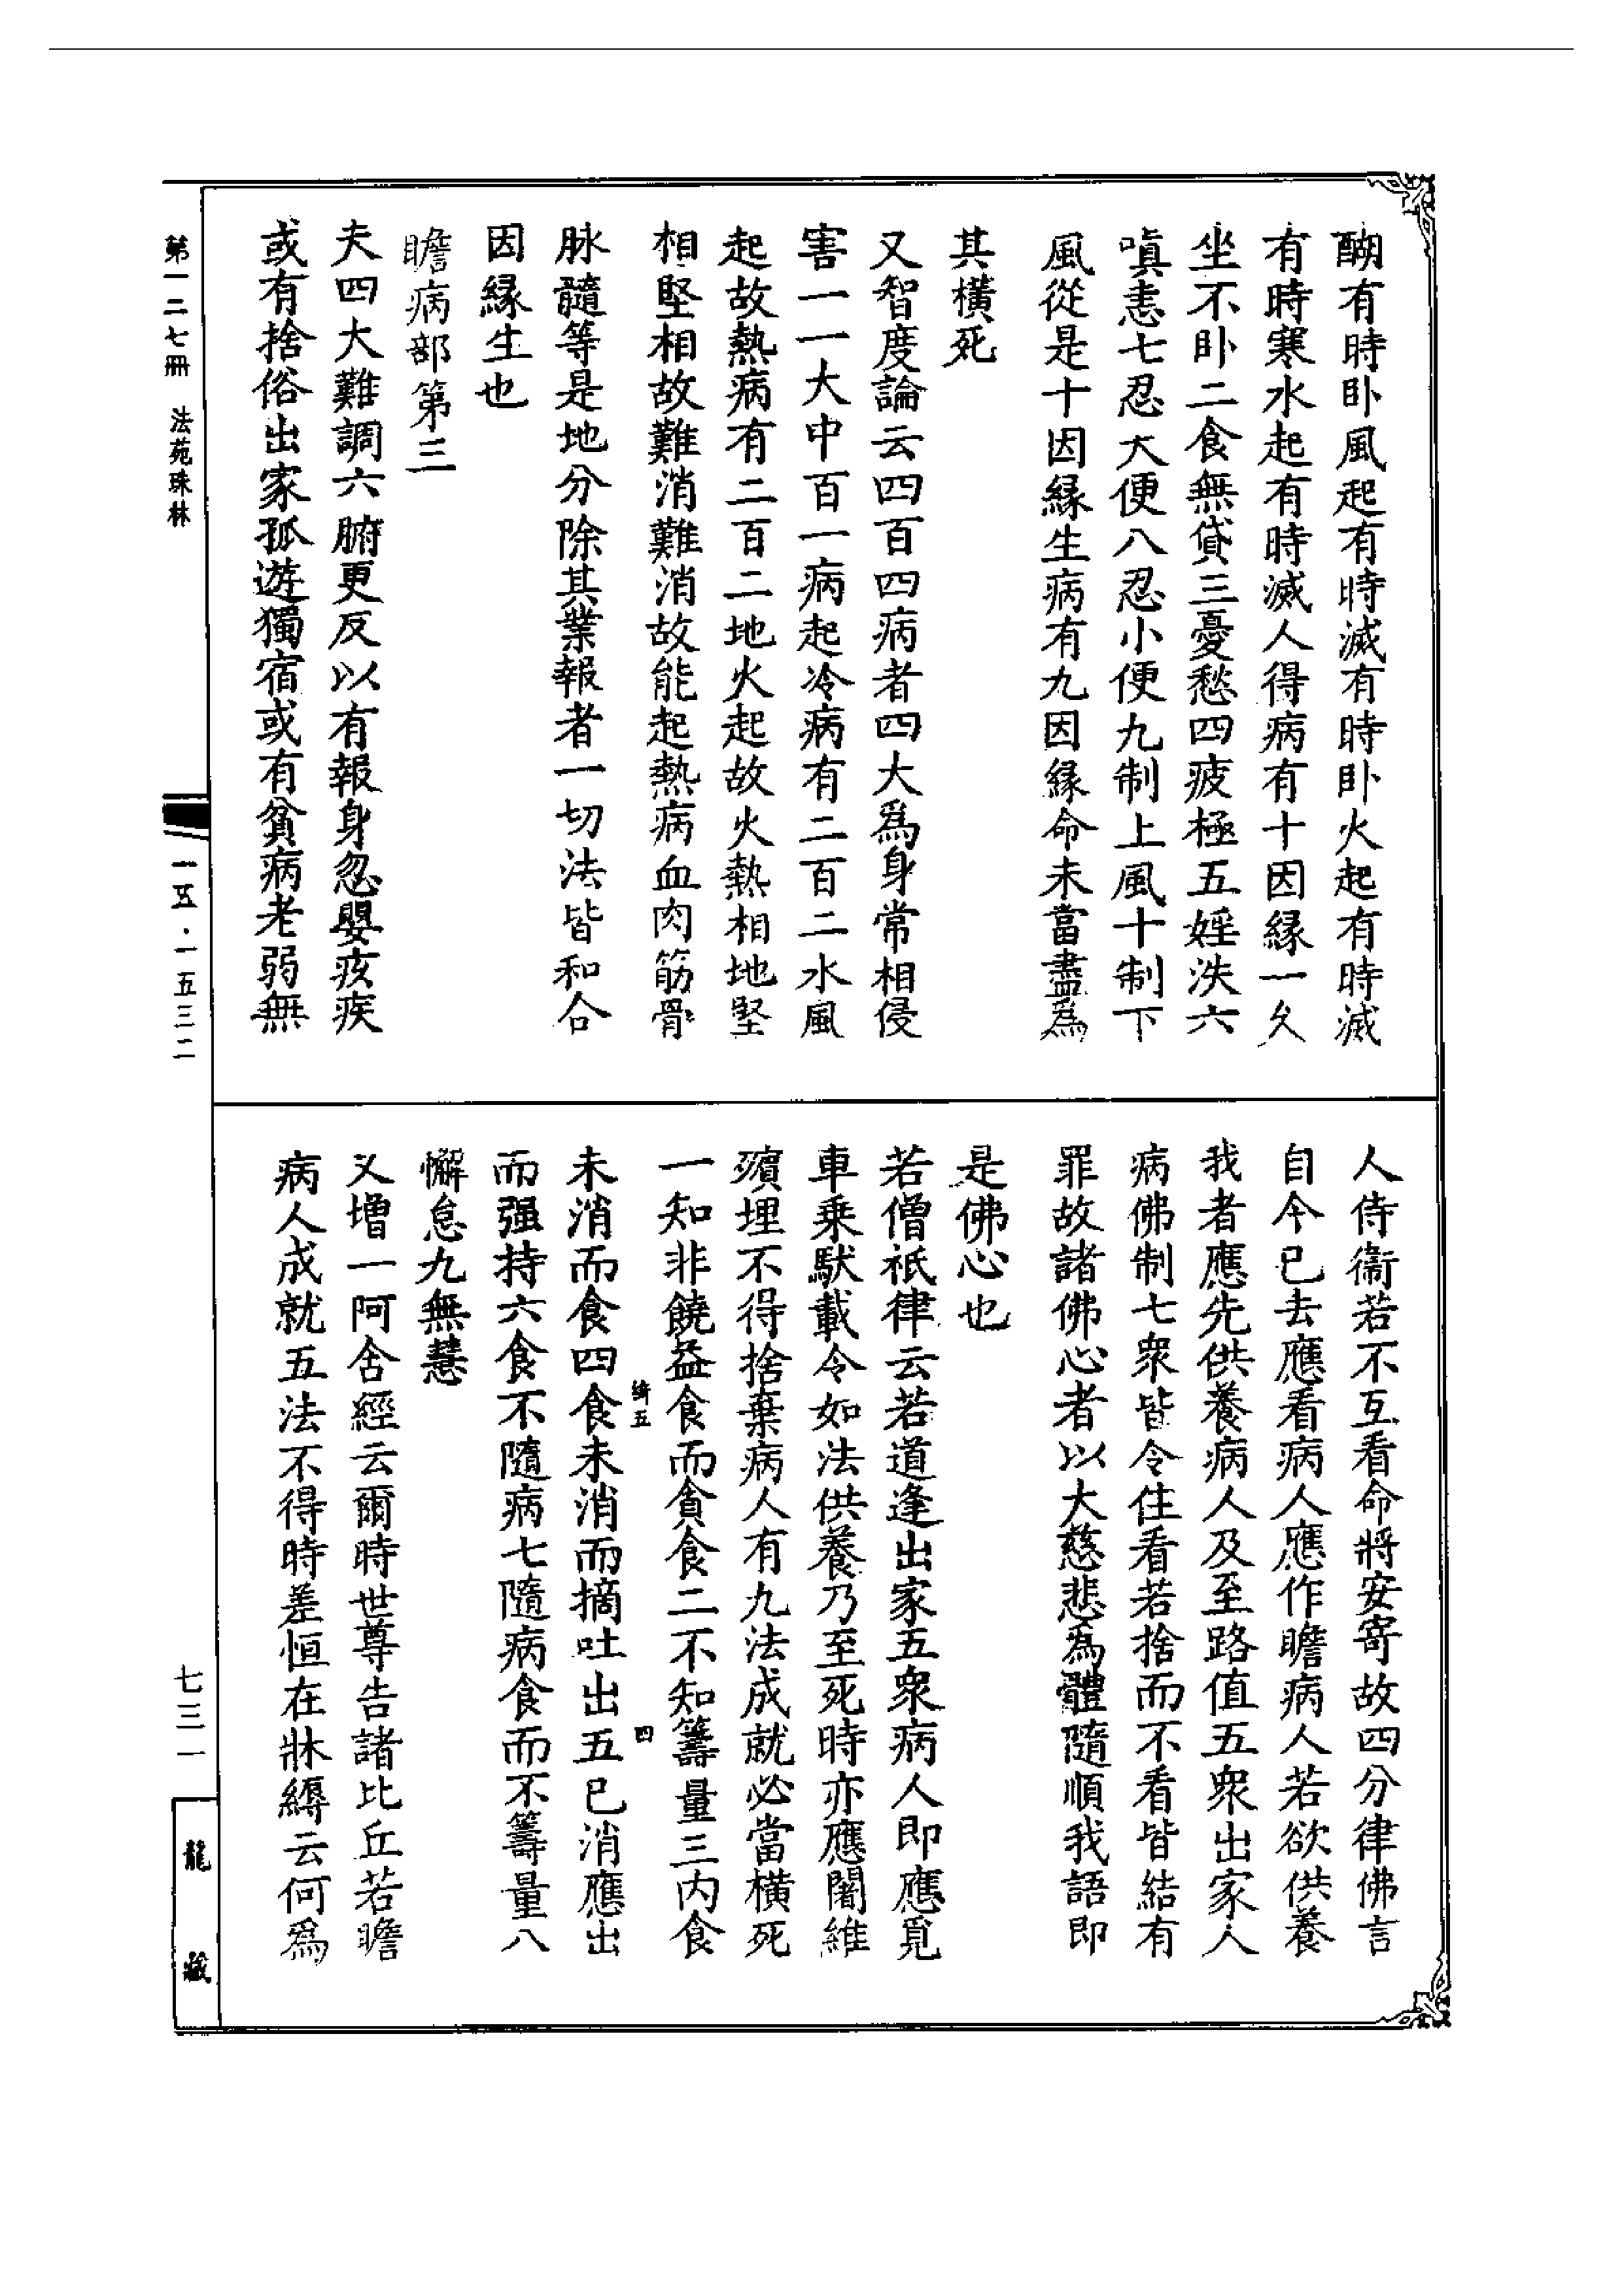 醐有時卧風起有時滅有時卧火起有時滅
有時寒水起有時滅人得病有十因緣一久
坐不卧二食無貸三憂愁四疲極五婬泆六
嗔恚七忍大便八忍小便九制上風十制下
風從是十因緣生病有九因緣命未當盡爲
其橫死
又智度論云四百四病者四大爲身常相侵
害一一大中百一病起冷病有二百二水風
起故熱病有二百二地火起故火熱相地堅
相堅相故難消難消故能起熱病血肉筋骨
脉髓等是地分除其業報者一切法皆和合
因緣生也
瞻病部第三
夫四大難調六腑更反以有報身忽嬰疾疾
或有捨俗出家孤遊獨宿或有貧病老弱無
人侍衞若不互看命將安寄故四分律佛言
自今已去應看病人應作瞻病人若欲供養
我者應先供養病人及至路值五衆出家人
病佛制七衆皆令住看若捨而不看皆結有
罪故諸佛心者以大慈悲爲體隨順我語即
是佛心也
若僧祇律云若道逢出家五衆病人即應覓
車乘馱載令如法供養乃至死時亦應闍維
殯埋不得捨棄病人有九法成就必當橫死
一知非饒益食而貪食二不知籌量三內食
未消而食四食未消而摘吐出五已消應出
而强持六食不隨病七隨病食而不籌量八
懈怠九無慧
又增一阿含經云爾時世尊告諸比丘若瞻
病人成就五法不得時差恒在牀縟云何爲
綺五
四
第一二七冊 法苑珠林
一五·一五三二
七三一
龍藏